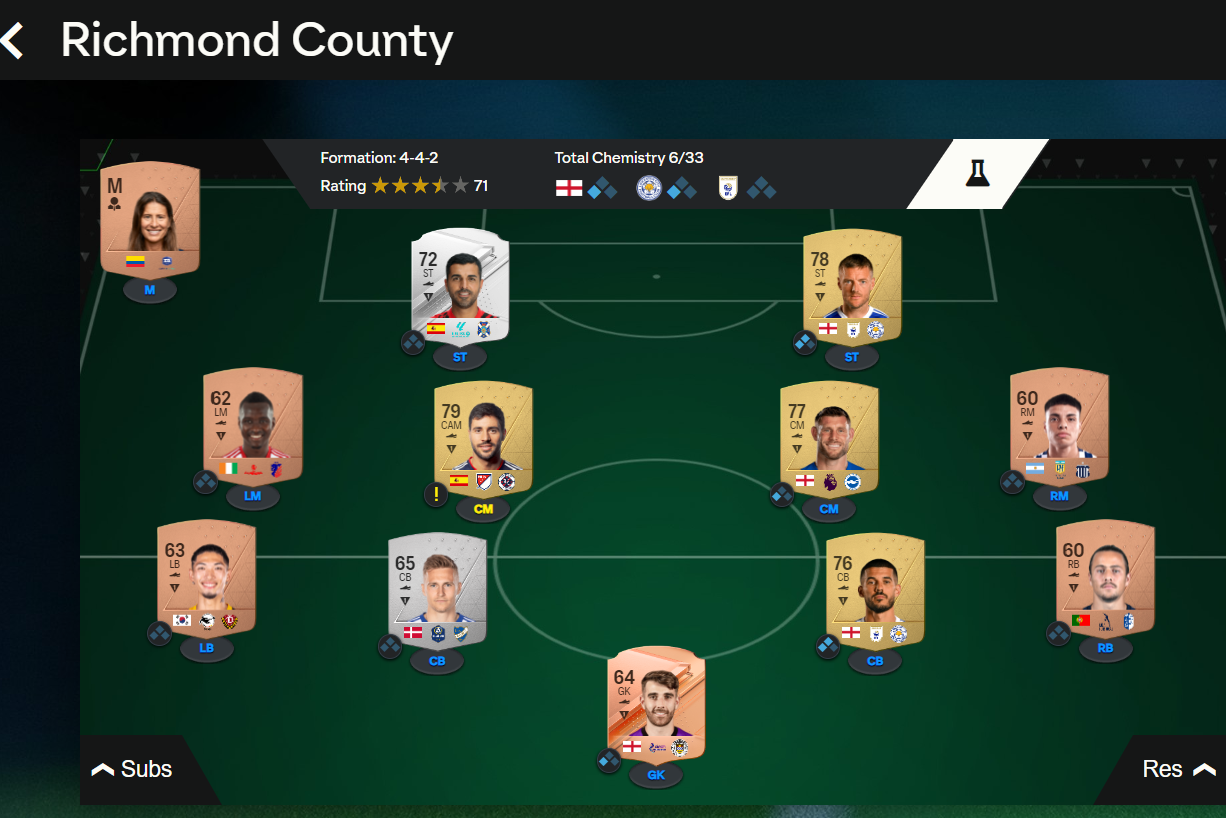 Richmond County
Formation: 4-4-2
Rating 71
Total Chemistry 6/33
M
M
72
ST
ST
78
ST
ST
62
LM
LM
79
CAM
!
CM
77
CM
CM
60
RM
RM
63
LB
LB
65
CB
CB
76
CB
CB
60
RB
RB
64
GK
GK
Subs
Res